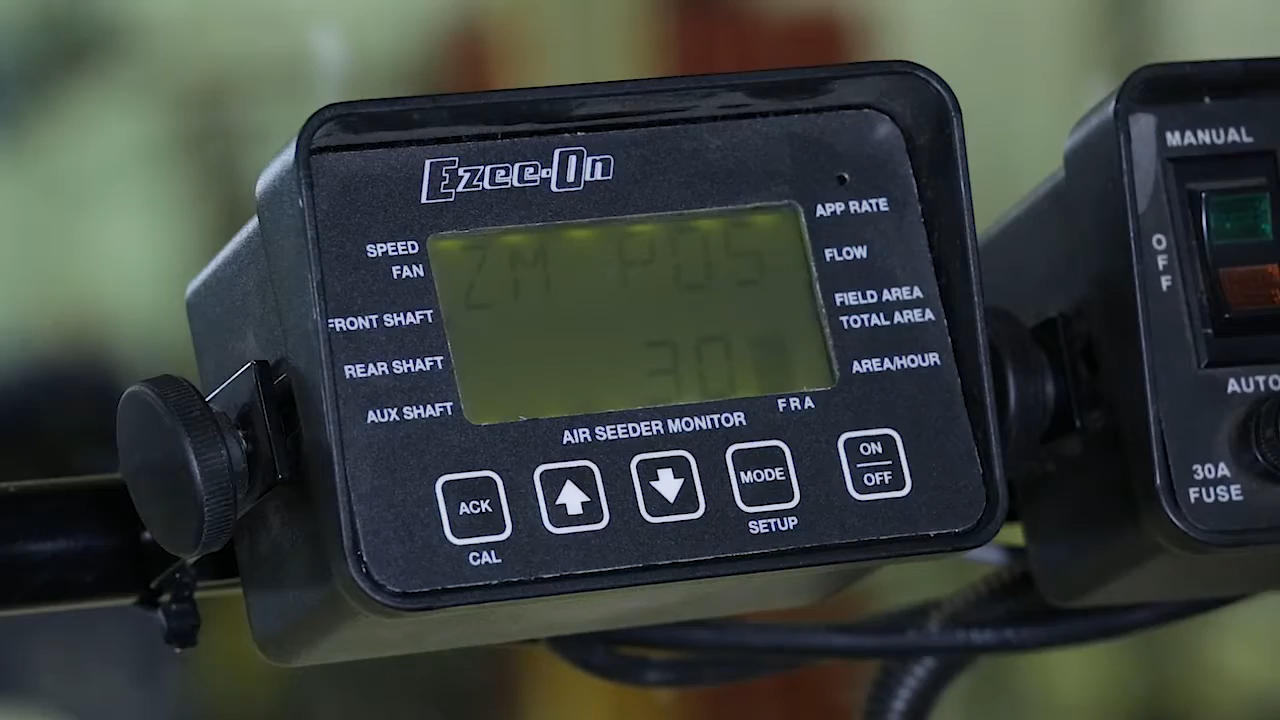 Ezee-On
SPEED
FAN
FRONT SHAFT
REAR SHAFT
AUX SHAFT
ZM POS
30
APP RATE
FLOW
FIELD AREA
TOTAL AREA
AREA/HOUR
AIR SEEDER MONITOR
FRA
ACK
MODE
ON
OFF
CAL
SETUP
MANUAL
OFF
AUTO
30A
FUSE